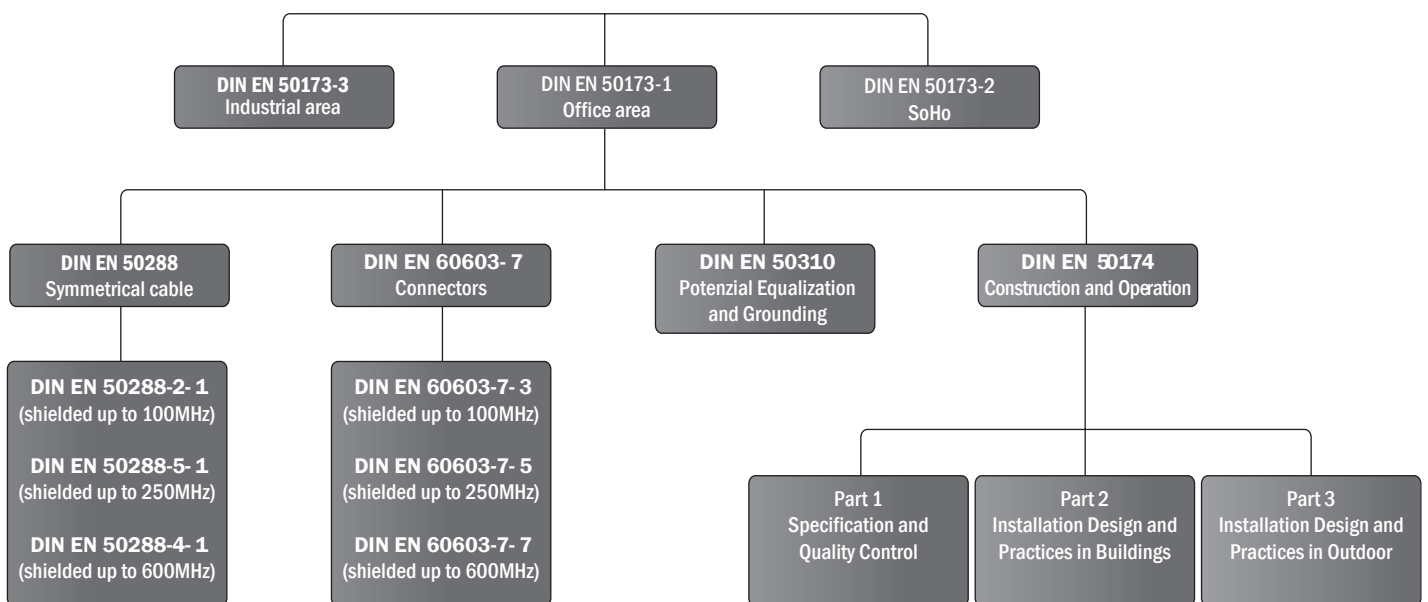 DIN EN 50173-3
Industrial area
DIN EN 50173-1
Office area
DIN EN 50173-2
SoHo
DIN EN 50288
Symmetrical cable
DIN EN 60603- 7
Connectors
DIN EN 50310
Potenzial Equalization
and Grounding
DIN EN 50174
Construction and Operation
DIN EN 50288-2- 1
(shielded up to 100MHz)
DIN EN 50288-5- 1
(shielded up to 250MHz)
DIN EN 50288-4- 1
(shielded up to 600MHz)
DIN EN 60603-7- 3
(shielded up to 100MHz)
DIN EN 60603-7- 5
(shielded up to 250MHz)
DIN EN 60603-7- 7
(shielded up to 600MHz)
Part 1
Specification and
Quality Control
Part 2
Installation Design and
Practices in Buildings
Part 3
Installation Design and
Practices in Outdoor